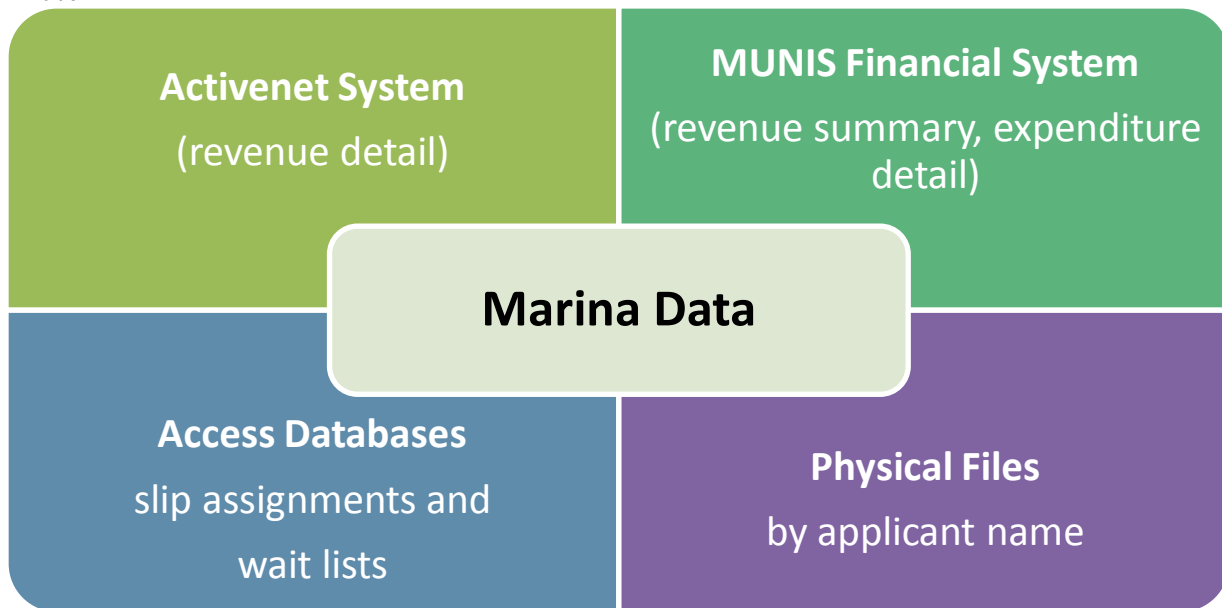 Activenet System
(revenue detail)
MUNIS Financial System
(revenue summary, expenditure
detail)
Marina Data
Access Databases
slip assignments and
wait lists
Physical Files
by applicant name